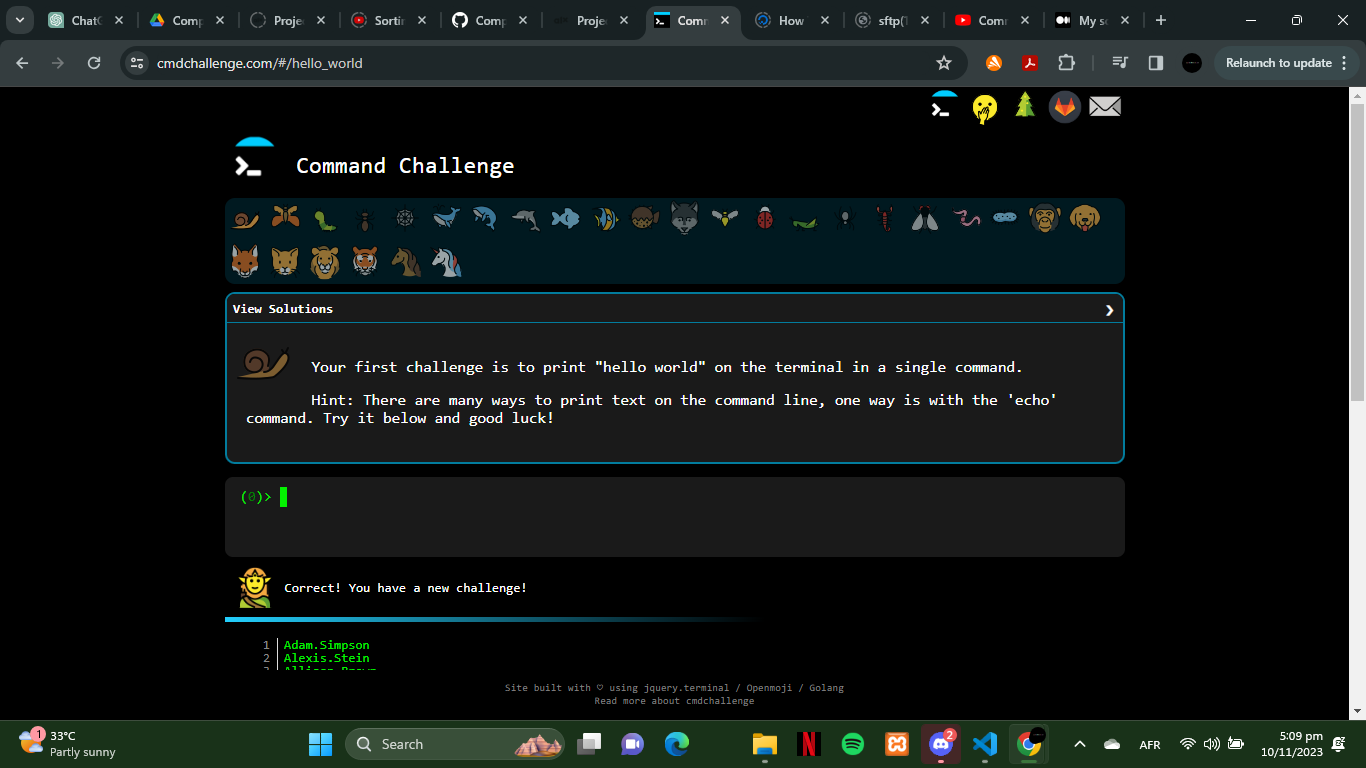 ChatG
Comp
Proje
Sortin
Comp
Proje
Comm
How
sftp(1
Comm
My se
cmdchallenge.com/#/hello_world
Relaunch to update
Command Challenge
View Solutions
Your first challenge is to print "hello world" on the terminal in a single command.
Hint: There are many ways to print text on the command line, one way is with the 'echo'
command. Try it below and good luck!
(0)>
Correct! You have a new challenge!
1 Adam.Simpson
2 Alexis.Stein
Site built with ♡ using jquery.terminal / Openmoji / Golang
Read more about cmdchallenge
1
33°C
Partly sunny
Search
2
AFR
5:09 pm
10/11/2023